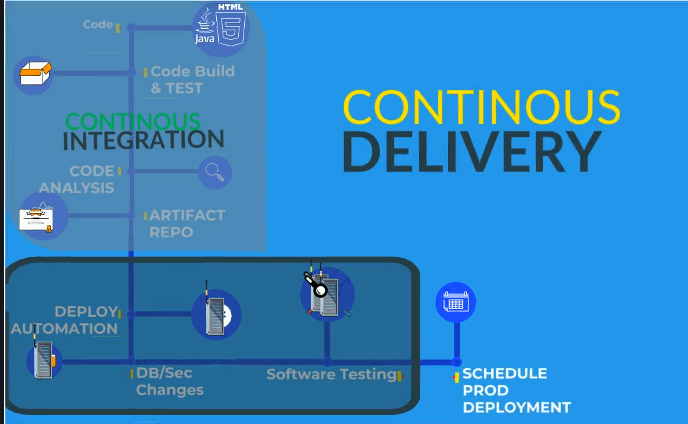 Code
HTML
Java
5
Code Build
& TEST
CONTINOUS
INTEGRATION
CONTINOUS
DELIVERY
CODE
ANALYSIS
ARTIFACT
REPO
DEPLOY
AUTOMATION
DB/Sec
Changes
Software Testing
SCHEDULE
PROD
DEPLOYMENT